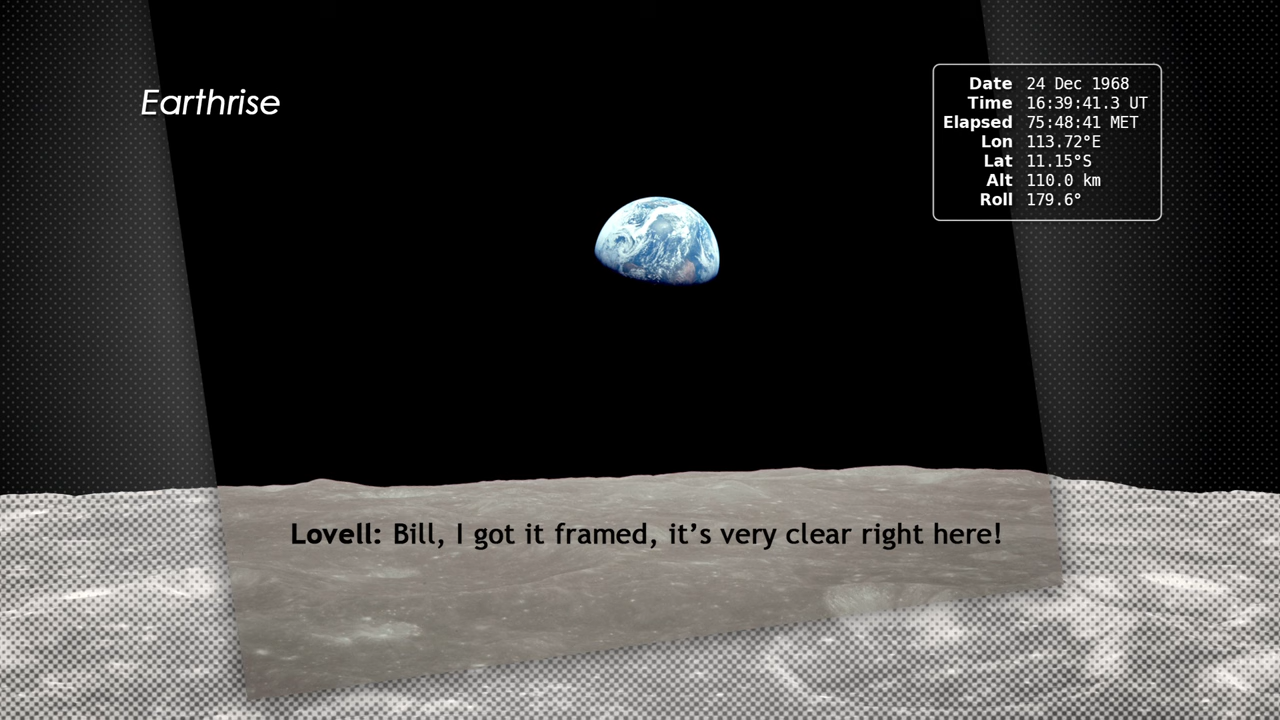 Earthrise
Date 24 Dec 1968
Time 16:39:41.3 UT
Elapsed 75:48:41 MET
Lon 113.72°E
Lat 11.15°S
Alt 110.0 km
Roll 179.6°
Lovell: Bill, I got it framed, it’s very clear right here!